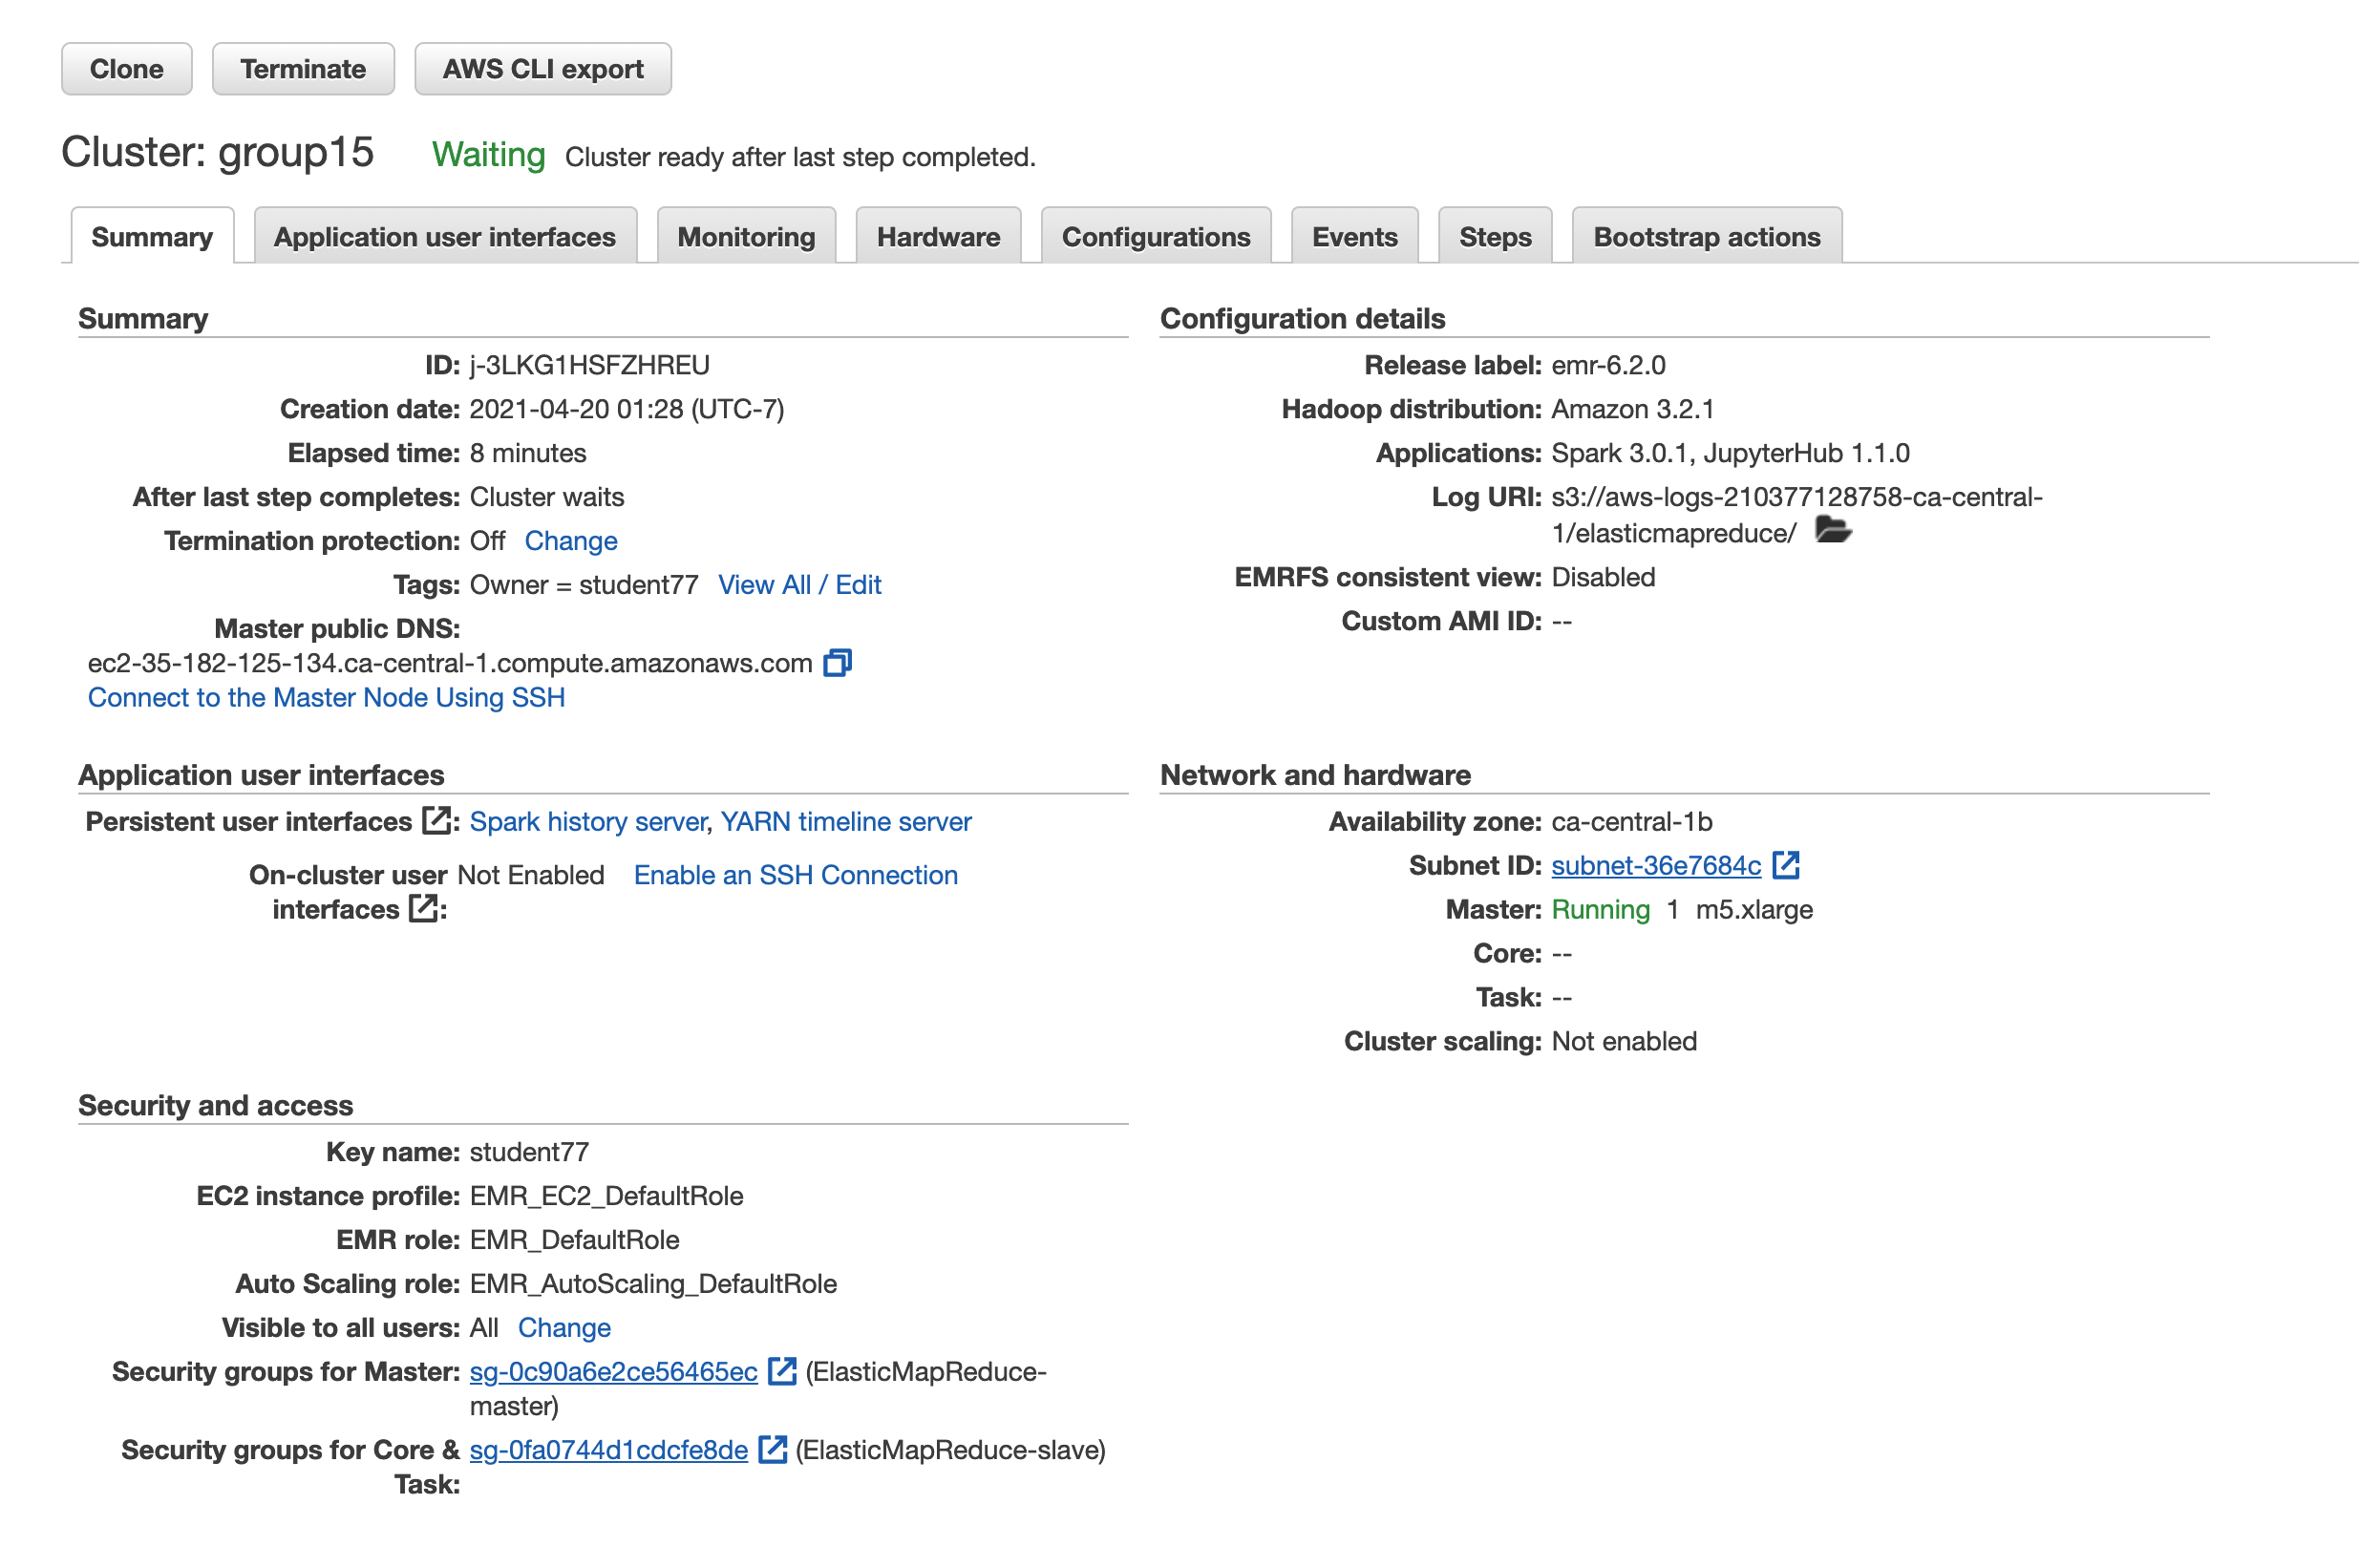 Clone Terminate AWS CLI export
Cluster: group15 Waiting Cluster ready after last step completed.
Summary Application user interfaces Monitoring Hardware Configurations Events Steps Bootstrap actions
Summary
ID: j-3LKG1HSFZHREU
Creation date: 2021-04-20 01:28 (UTC-7)
Elapsed time: 8 minutes
After last step completes: Cluster waits
Termination protection: Off Change
Tags: Owner = student77 View All / Edit
Master public DNS:
ec2-35-182-125-134.ca-central-1.compute.amazonaws.com
Connect to the Master Node Using SSH
Configuration details
Release label: emr-6.2.0
Hadoop distribution: Amazon 3.2.1
Applications: Spark 3.0.1, JupyterHub 1.1.0
Log URI: s3://aws-logs-210377128758-ca-central-
1/elasticmapreduce/
EMRFS consistent view: Disabled
Custom AMI ID: --
Application user interfaces
Persistent user interfaces : Spark history server, YARN timeline server
On-cluster user Not Enabled Enable an SSH Connection
interfaces :
Network and hardware
Availability zone: ca-central-1b
Subnet ID: subnet-36e7684c
Master: Running 1 m5.xlarge
Core: --
Task: --
Cluster scaling: Not enabled
Security and access
Key name: student77
EC2 instance profile: EMR_EC2_DefaultRole
EMR role: EMR_DefaultRole
Auto Scaling role: EMR_AutoScaling_DefaultRole
Visible to all users: All Change
Security groups for Master: sg-0c90a6e2ce56465ec (ElasticMapReduce-
master)
Security groups for Core & sg-0fa0744d1cdcfe8de (ElasticMapReduce-slave)
Task: